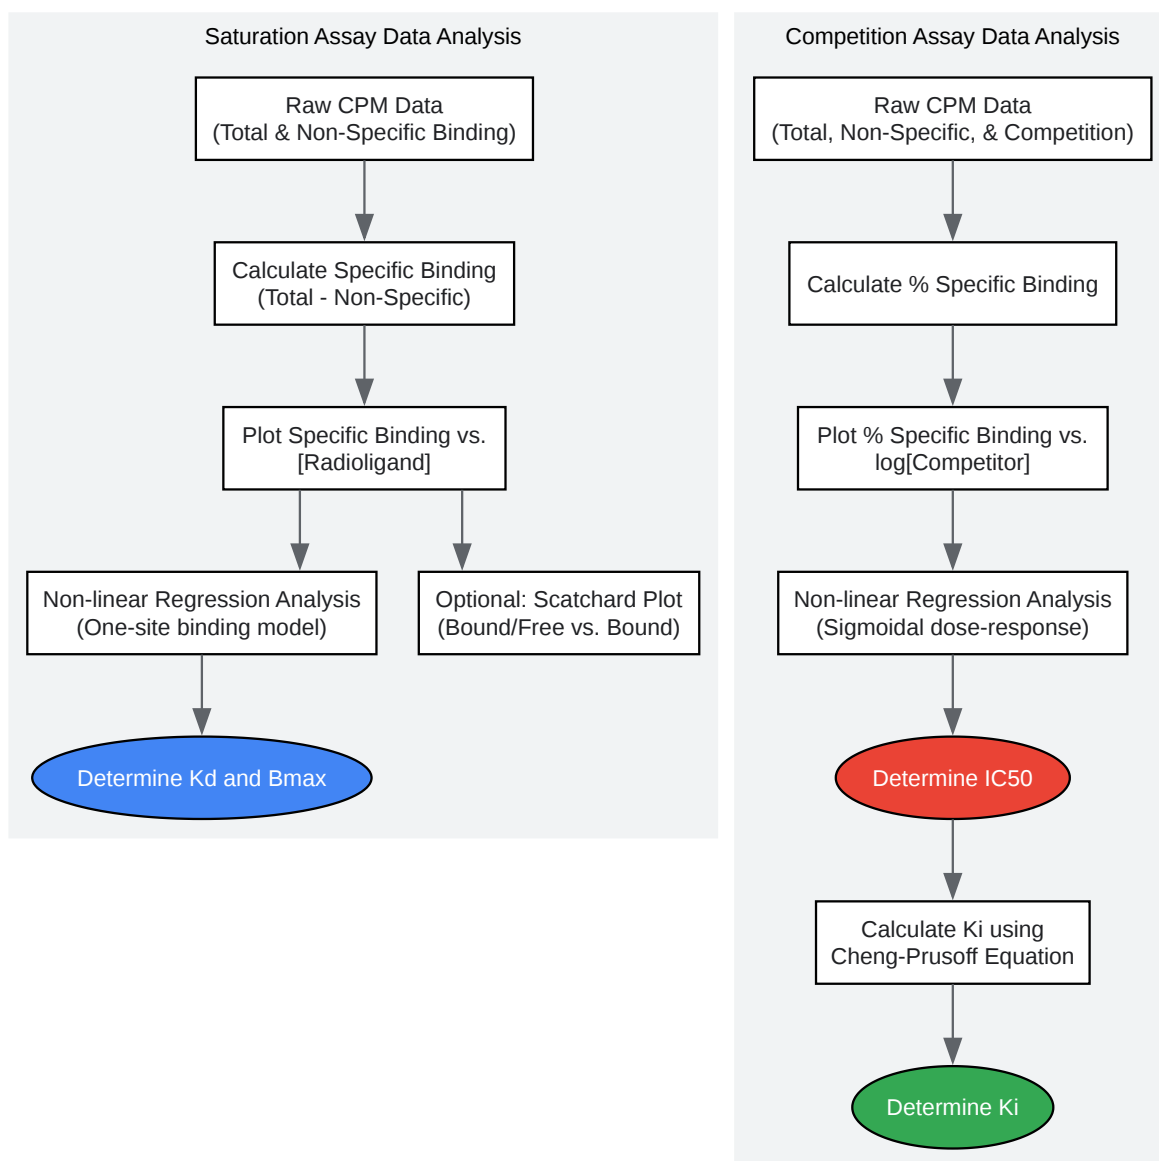 Saturation Assay Data Analysis
Raw CPM Data
(Total & Non-Specific Binding)
Calculate Specific Binding
(Total - Non-Specific)
Plot Specific Binding vs.
[Radioligand]
Non-linear Regression Analysis
(One-site binding model)
Optional: Scatchard Plot
(Bound/Free vs. Bound)
Determine Kd and Bmax
Competition Assay Data Analysis
Raw CPM Data
(Total, Non-Specific, & Competition)
Calculate % Specific Binding
Plot % Specific Binding vs.
log[Competitor]
Non-linear Regression Analysis
(Sigmoidal dose-response)
Determine IC50
Calculate Ki using
Cheng-Prusoff Equation
Determine Ki